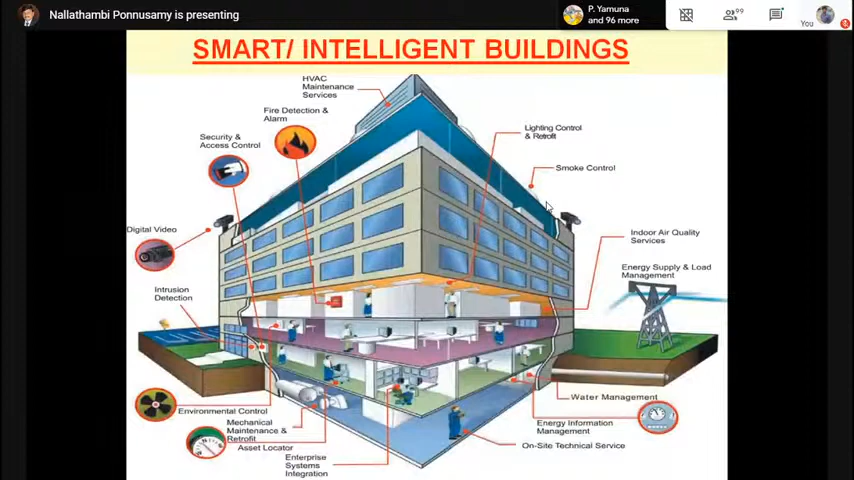 Nallathambi Ponnusamy is presenting
P. Yamuna
and 96 more
99
You
SMART/ INTELLIGENT BUILDINGS
HVAC
Maintenance
Services
Fire Detection &
Alarm
Security &
Access Control
Lighting Control
& Retrofit
Smoke Control
Digital Video
Indoor Air Quality
Services
Energy Supply & Load
Management
Intrusion
Detection
Environmental Control
Water Management
Mechanical
Maintenance &
Retrofit
Asset Locator
Energy Information
Management
On-Site Technical Service
Enterprise
Systems
Integration